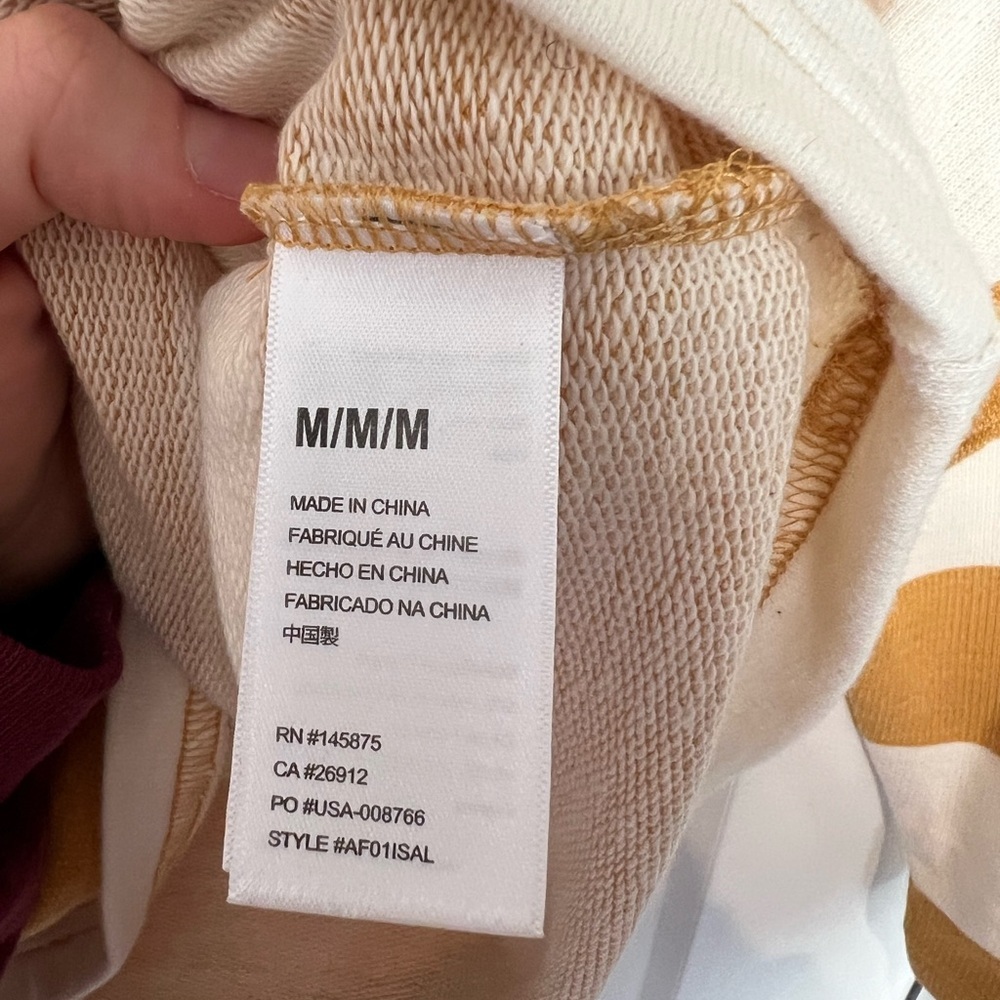 M/M/M
MADE IN CHINA
FABRIQUÉ AU CHINE
HECHO EN CHINA
FABRICADO NA CHINA
中国製
RN #145875
CA #26912
PO #USA-008766
STYLE #AF01ISAL